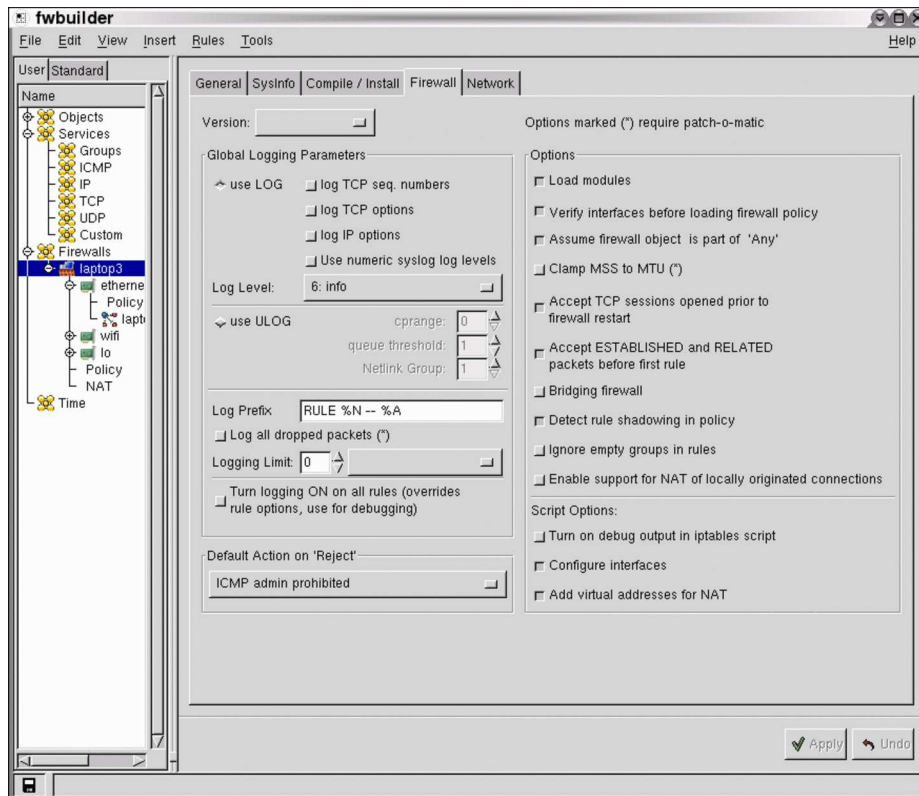 fwbuilder
File Edit View Insert Rules Tools Help
User Standard
Name
Objects
Services
Groups
ICMP
IP
TCP
UDP
Custom
Firewalls
laptop3
etherne
Policy
lapt
wifi
lo
Policy
NAT
Time
General SysInfo Compile / Install Firewall Network
Version:
Options marked (*) require patch-o-matic
Global Logging Parameters
use LOG
log TCP seq. numbers
log TCP options
log IP options
Use numeric syslog log levels
Log Level: 6: info
use ULOG
cprange: 0
queue threshold: 1
Netlink Group: 1
Log Prefix RULE %N -- %A
Log all dropped packets (*)
Logging Limit: 0
Turn logging ON on all rules (overrides
rule options, use for debugging)
Default Action on 'Reject'
ICMP admin prohibited
Options
Load modules
Verify interfaces before loading firewall policy
Assume firewall object is part of 'Any'
Clamp MSS to MTU (*)
Accept TCP sessions opened prior to
firewall restart
Accept ESTABLISHED and RELATED
packets before first rule
Bridging firewall
Detect rule shadowing in policy
Ignore empty groups in rules
Enable support for NAT of locally originated connections
Script Options:
Turn on debug output in iptables script
Configure interfaces
Add virtual addresses for NAT
Apply Undo